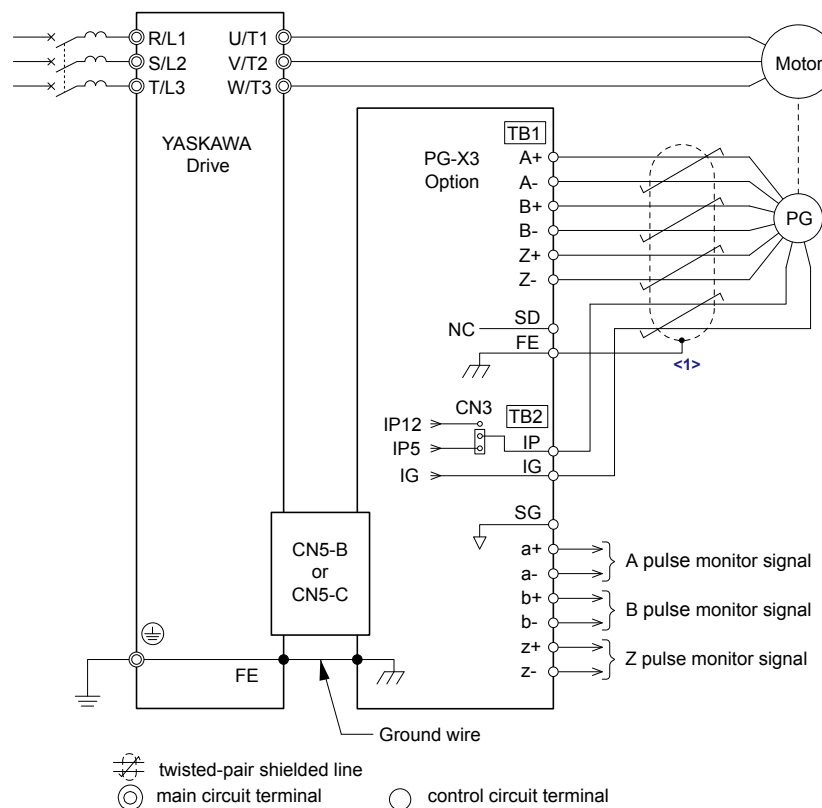 R/L1 U/T1
S/L2 V/T2
T/L3 W/T3
Motor
YASKAWA
Drive
PG-X3
Option
TB1
A+
A-
B+
B-
Z+
Z-
PG
NC SD
FE
<1>
CN3 TB2
IP12
IP
IP5
IG IG
SG
CN5-B
or
CN5-C
a+
a-
A pulse monitor signal
b+
b-
B pulse monitor signal
z+
z-
Z pulse monitor signal
FE
Ground wire
twisted-pair shielded line
main circuit terminal control circuit terminal